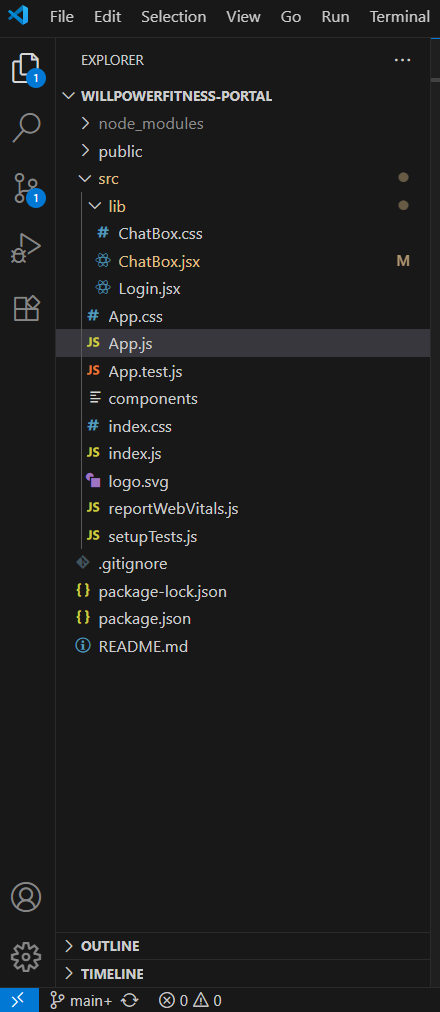 File Edit Selection View Go Run Terminal
EXPLORER
1
WILLPOWERFITNESS-PORTAL
node_modules
public
src
1
lib
# ChatBox.css
ChatBox.jsx M
Login.jsx
# App.css
JS App.js
JS App.test.js
components
# index.css
JS index.js
logo.svg
JS reportWebVitals.js
JS setupTests.js
.gitignore
{} package-lock.json
{} package.json
README.md
OUTLINE
TIMELINE
main+ 0 0